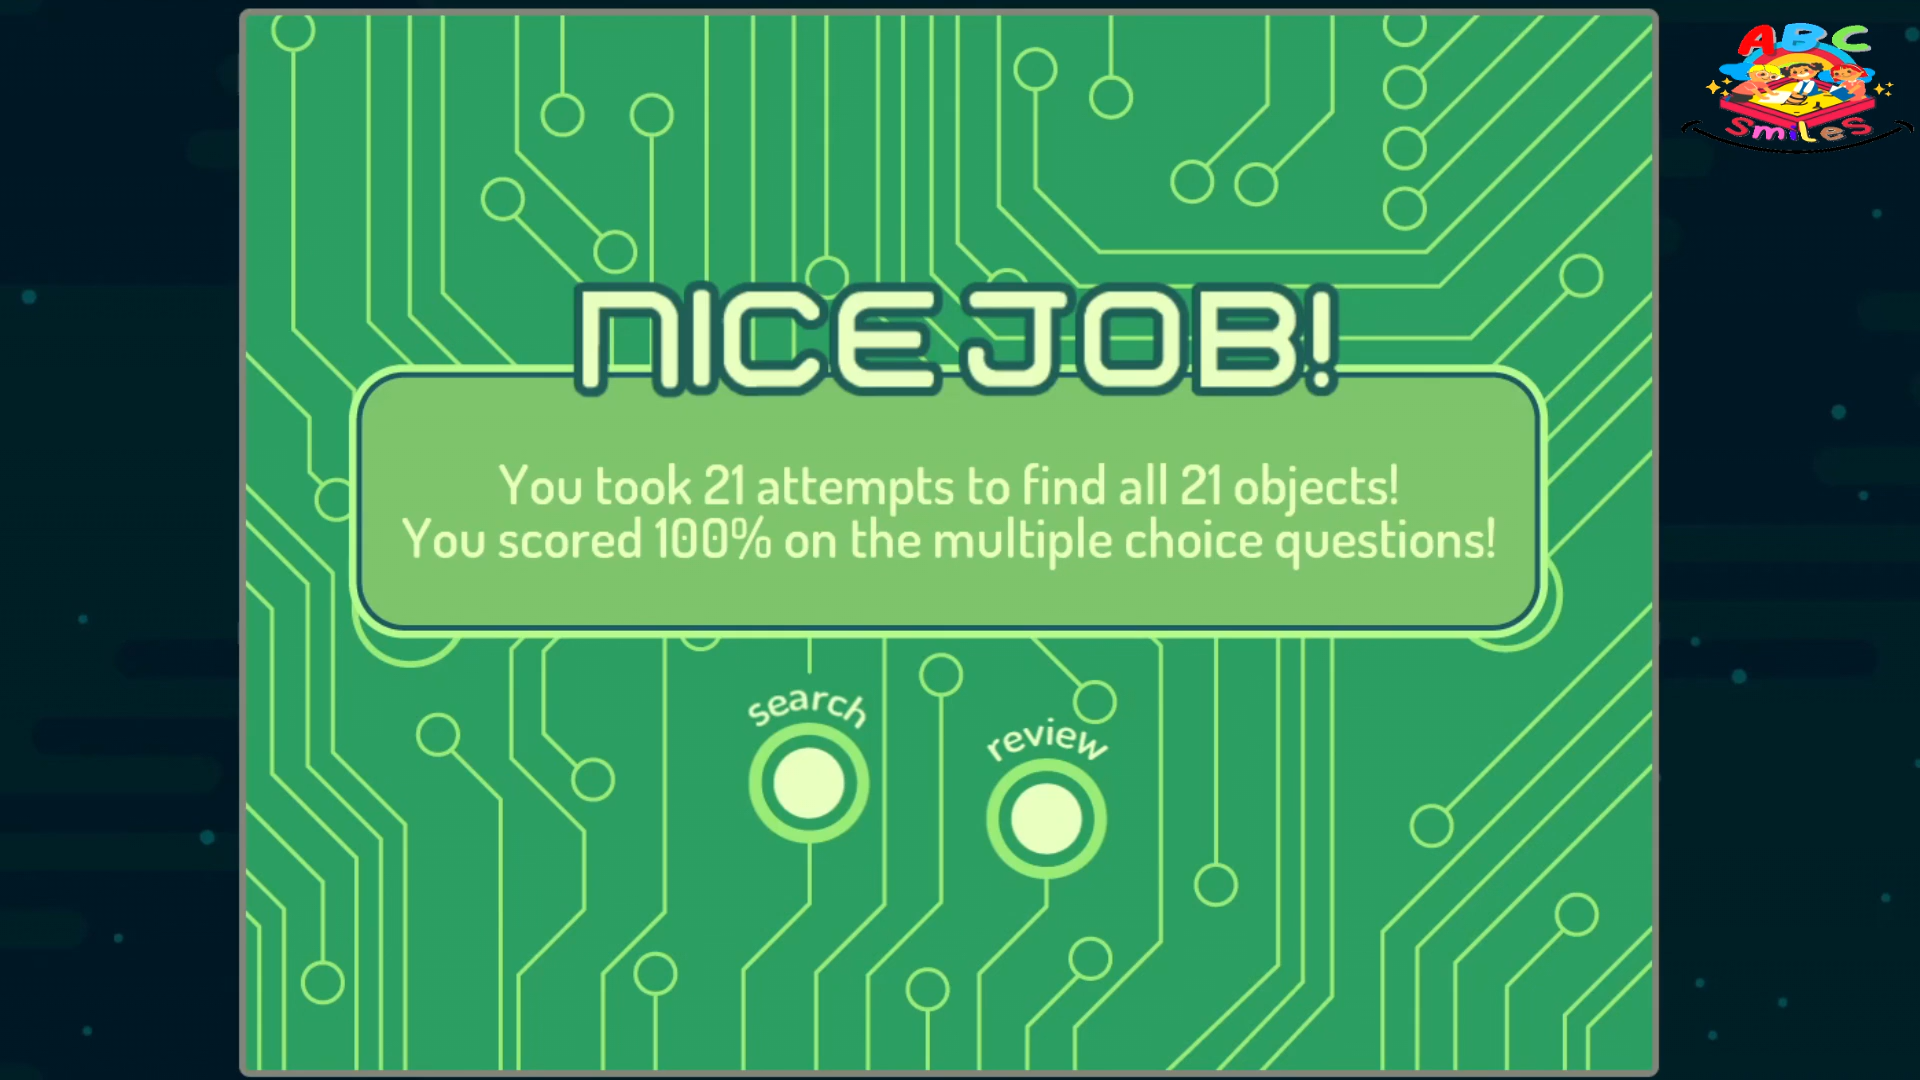 ABC
Smiles
NICE JOB!
You took 21 attempts to find all 21 objects!
You scored 100% on the multiple choice questions!
search
review